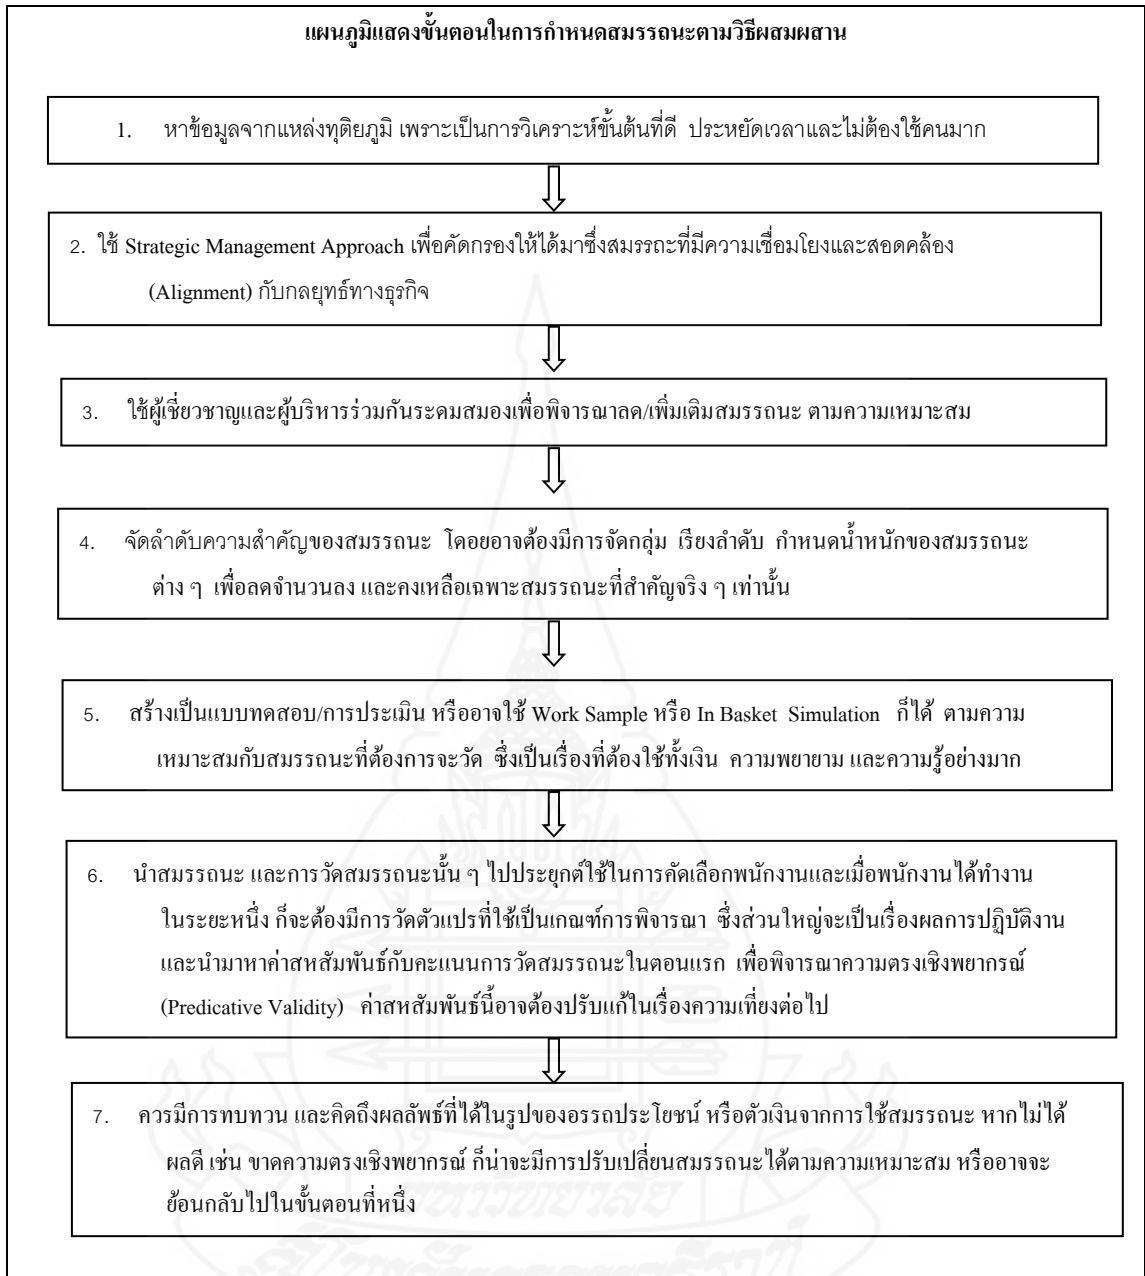 แผนภูมิแสดงขั้นตอนในการกำหนดสมรรถนะตามวิธีผสมผสาน
1. หาข้อมูลจากแหล่งทุติยภูมิ เพราะเป็นการวิเคราะห์ขั้นต้นที่ดี ประหยัดเวลาและไม่ต้องใช้คนมาก
2. ใช้ Strategic Management Approach เพื่อคัดกรองให้ได้มาซึ่งสมรรถะที่มีความเชื่อมโยงและสอดคล้อง
(Alignment) กับกลยุทธ์ทางธุรกิจ
3. ใช้ผู้เชี่ยวชาญและผู้บริหารร่วมกันระดมสมองเพื่อพิจารณาลด/เพิ่มเติมสมรรถนะ ตามความเหมาะสม
4. จัดลำดับความสำคัญของสมรรถนะ โดอยอาจต้องมีการจัดกลุ่ม เรียงลำดับ กำหนดน้ำหนักของสมรรถนะ
ต่าง ๆ เพื่อลดจำนวนลง และคงเหลือเฉพาะสมรรถนะที่สำคัญจริง ๆ เท่านั้น
5. สร้างเป็นแบบทดสอบ/การประเมิน หรืออาจใช้ Work Sample หรือ In Basket Simulation ก็ได้ ตามความ
เหมาะสมกับสมรรถนะที่ต้องการจะวัด ซึ่งเป็นเรื่องที่ต้องใช้ทั้งเงิน ความพยายาม และความรู้อย่างมาก
6. นำสมรรถนะ และการวัดสมรรถนะนั้น ๆ ไปประยุกต์ใช้ในการคัดเลือกพนักงานและเมื่อพนักงานได้ทำงาน
ในระยะหนึ่ง ก็จะต้องมีการวัดตัวแปรที่ใช้เป็นเกณฑ์การพิจารณา ซึ่งส่วนใหญ่จะเป็นเรื่องผลการปฏิบัติงาน
และนำมาหาค่าสหสัมพันธ์กับคะแนนการวัดสมรรถนะในตอนแรก เพื่อพิจารณาความตรงเชิงพยากรณ์
(Predicative Validity) ค่าสหสัมพันธ์นี้อาจต้องปรับแก้ในเรื่องความเที่ยงต่อไป
7. ควรมีการทบทวน และคิดถึงผลลัพธ์ที่ได้ในรูปของอรรถประโยชน์ หรือตัวเงินจากการใช้สมรรถนะ หากไม่ได้
ผลดี เช่น ขาดความตรงเชิงพยากรณ์ ก็น่าจะมีการปรับเปลี่ยนสมรรถนะได้ตามความเหมาะสม หรืออาจจะ
ย้อนกลับไปในขั้นตอนที่หนึ่ง